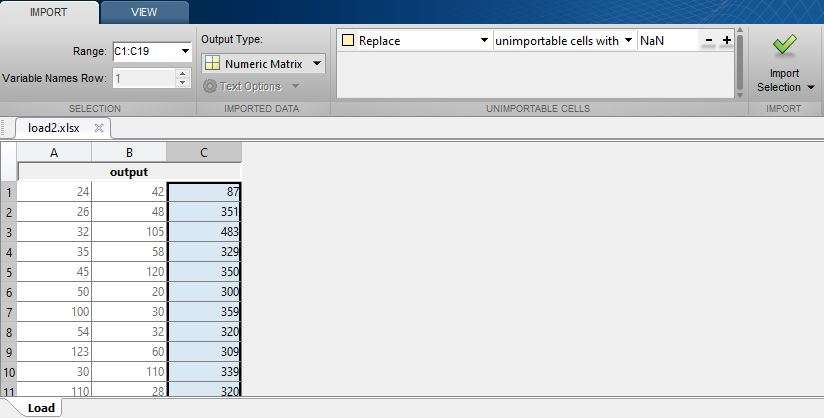 IMPORT VIEW
Range: C1:C19
Variable Names Row: 1
SELECTION
Output Type:
Numeric Matrix
Text Options
IMPORTED DATA
Replace unimportable cells with NaN
UNIMPORTABLE CELLS
Import
Selection
IMPORT
load2.xlsx
A B C
output
1 24 42 87
2 26 48 351
3 32 105 483
4 35 58 329
5 45 120 350
6 50 20 300
7 100 30 359
8 54 32 320
9 123 60 309
10 30 110 339
11 110 28 320
Load